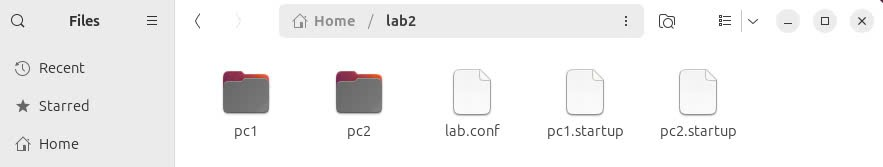 Files
Home / lab2
Recent
Starred
Home
pc1
pc2
lab.conf
pc1.startup
pc2.startup